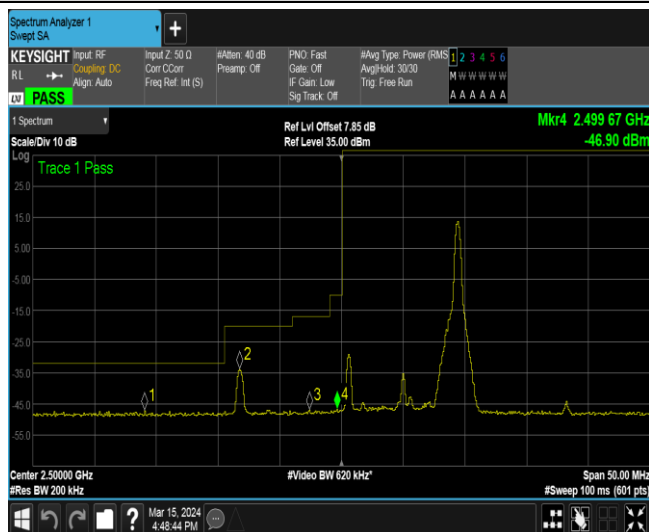 Spectrum Analyzer 1
Swept SA
KEYSIGHT
RL
LXI PASS
Input: RF
Coupling: DC
Align: Auto
Input Z: 50 Ω
Corr CCorr
Freq Ref: Int (S)
#Atten: 40 dB
Preamp: Off
PNO: Fast
Gate: Off
IF Gain: Low
Sig Track: Off
#Avg Type: Power (RMS
Avg|Hold: 30/30
Trig: Free Run
1 2 3 4 5 6
M W W W W W
A A A A A A
1 Spectrum
Scale/Div 10 dB
Log
Ref Lvl Offset 7.85 dB
Ref Level 35.00 dBm
Mkr4 2.499 67 GHz
-46.90 dBm
Trace 1 Pass
25.0
15.0
5.00
-5.00
-15.0
-25.0
-35.0
-45.0
-55.0
1
2
3
4
Center 2.50000 GHz
#Res BW 200 kHz
#Video BW 620 kHz*
Span 50.00 MHz
#Sweep 100 ms (601 pts)
?
Mar 15, 2024
4:48:44 PM